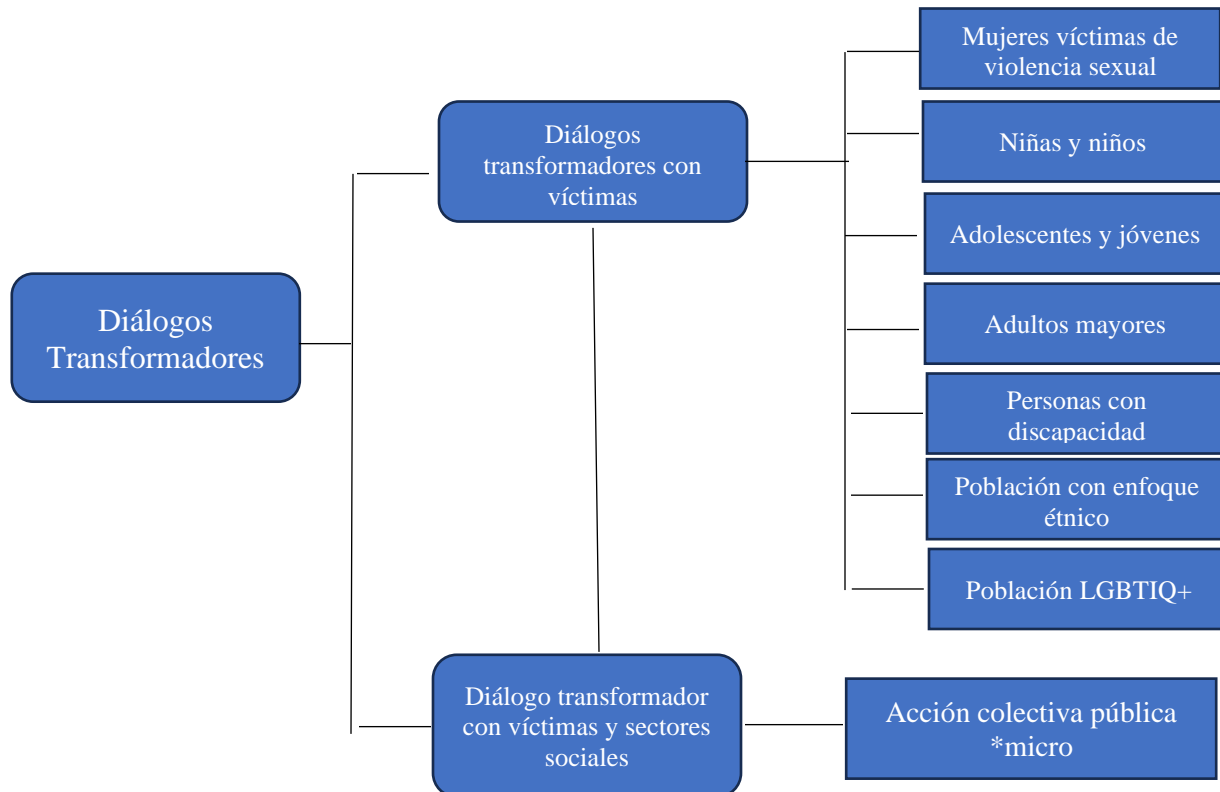 Diálogos
Transformadores
Diálogos
transformadores con
víctimas
Mujeres víctimas de
violencia sexual
Niñas y niños
Adolescentes y jóvenes
Adultos mayores
Personas con
discapacidad
Población con enfoque
étnico
Población LGBTIQ+
Diálogo transformador
con víctimas y sectores
sociales
Acción colectiva pública
*micro